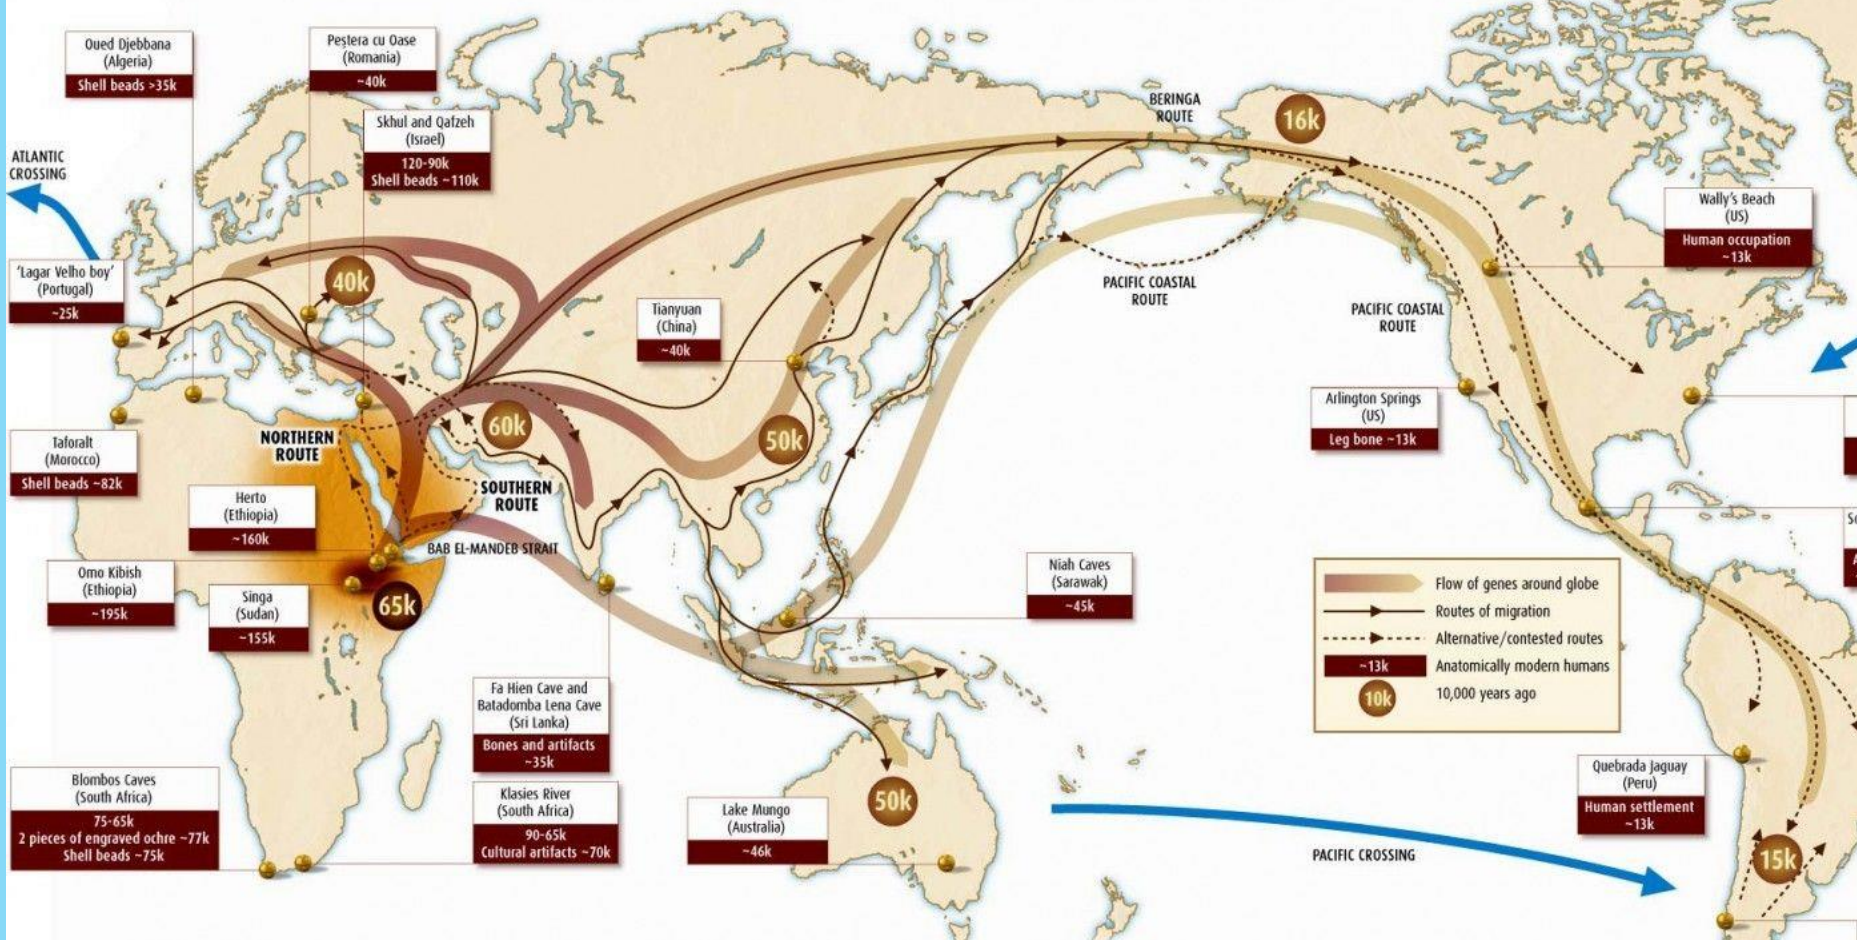 Oued Djebbana
(Algeria)
Shell beads >35k
Peștera cu Oase
(Romania)
~40k
Skhul and Qafzeh
(Israel)
120-90k
Shell beads ~110k
ATLANTIC
CROSSING
'Lagar Velho boy'
(Portugal)
~25k
40k
BERINGA
ROUTE
16k
Wally's Beach
(US)
Human occupation
~13k
PACIFIC COASTAL
ROUTE
PACIFIC COASTAL
ROUTE
Tianyuan
(China)
~40k
Arlington Springs
(US)
Leg bone ~13k
Taforalt
(Morocco)
Shell beads ~82k
NORTHERN
ROUTE
60k
50k
SOUTHERN
ROUTE
Herto
(Ethiopia)
~160k
BAB EL-MANDEB STRAIT
Omo Kibish
(Ethiopia)
~195k
Singa
(Sudan)
~155k
65k
Niah Caves
(Sarawak)
~45k
Flow of genes around globe
Routes of migration
Alternative/contested routes
~13k Anatomically modern humans
10k 10,000 years ago
Fa Hien Cave and
Batadomba Lena Cave
(Sri Lanka)
Bones and artifacts
~35k
Blombos Caves
(South Africa)
75-65k
2 pieces of engraved ochre ~77k
Shell beads ~75k
Klasies River
(South Africa)
90-65k
Cultural artifacts ~70k
Lake Mungo
(Australia)
~46k
50k
PACIFIC CROSSING
Quebrada Jaguay
(Peru)
Human settlement
~13k
15k